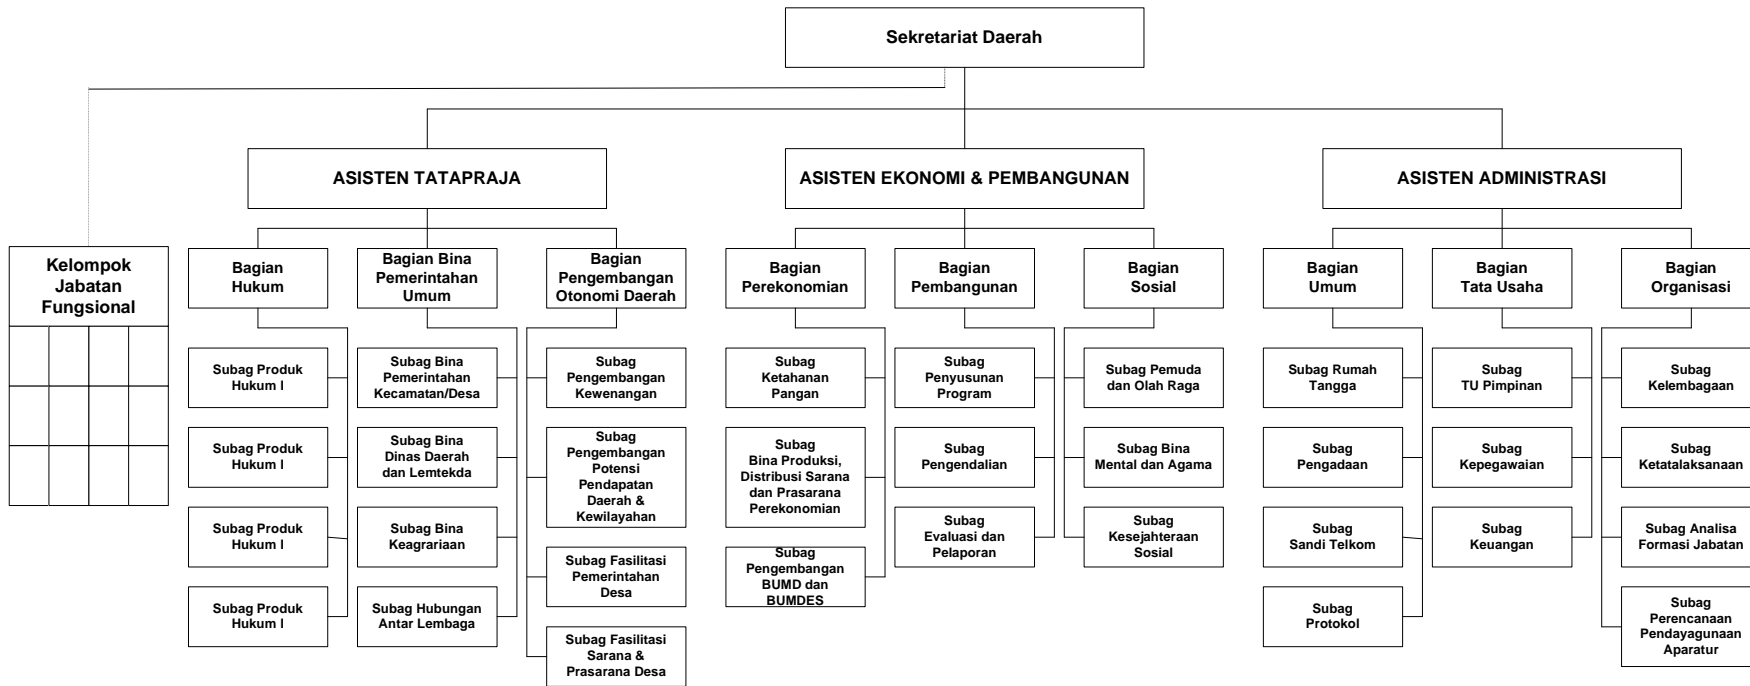 Sekretariat Daerah
ASISTEN TATAPRAJA
ASISTEN EKONOMI & PEMBANGUNAN
ASISTEN ADMINISTRASI
Kelompok
Jabatan
Fungsional
Bagian
Hukum
Bagian Bina
Pemerintahan
Umum
Bagian
Pengembangan
Otonomi Daerah
Bagian
Perekonomian
Bagian
Pembangunan
Bagian
Sosial
Bagian
Umum
Bagian
Tata Usaha
Bagian
Organisasi
Subag Produk
Hukum I
Subag Bina
Pemerintahan
Kecamatan/Desa
Subag
Pengembangan
Kewenangan
Subag
Ketahanan
Pangan
Subag
Penyusunan
Program
Subag Pemuda
dan Olah Raga
Subag Rumah
Tangga
Subag
TU Pimpinan
Subag
Kelembagaan
Subag Produk
Hukum I
Subag Bina
Dinas Daerah
dan Lemtekda
Subag
Pengembangan
Potensi
Pendapatan
Daerah &
Kewilayahan
Subag
Bina Produksi,
Distribusi Sarana
dan Prasarana
Perekonomian
Subag
Pengendalian
Subag Bina
Mental dan Agama
Subag
Pengadaan
Subag
Kepegawaian
Subag
Ketatalaksanaan
Subag Produk
Hukum I
Subag Bina
Keagrariaan
Subag Fasilitasi
Pemerintahan
Desa
Subag
Pengembangan
BUMD dan
BUMDES
Subag
Evaluasi dan
Pelaporan
Subag
Kesejahteraan
Sosial
Subag
Sandi Telkom
Subag
Keuangan
Subag Analisa
Formasi Jabatan
Subag Produk
Hukum I
Subag Hubungan
Antar Lembaga
Subag Fasilitasi
Sarana &
Prasarana Desa
Subag
Protokol
Subag
Perencanaan
Pendayagunaan
Aparatur